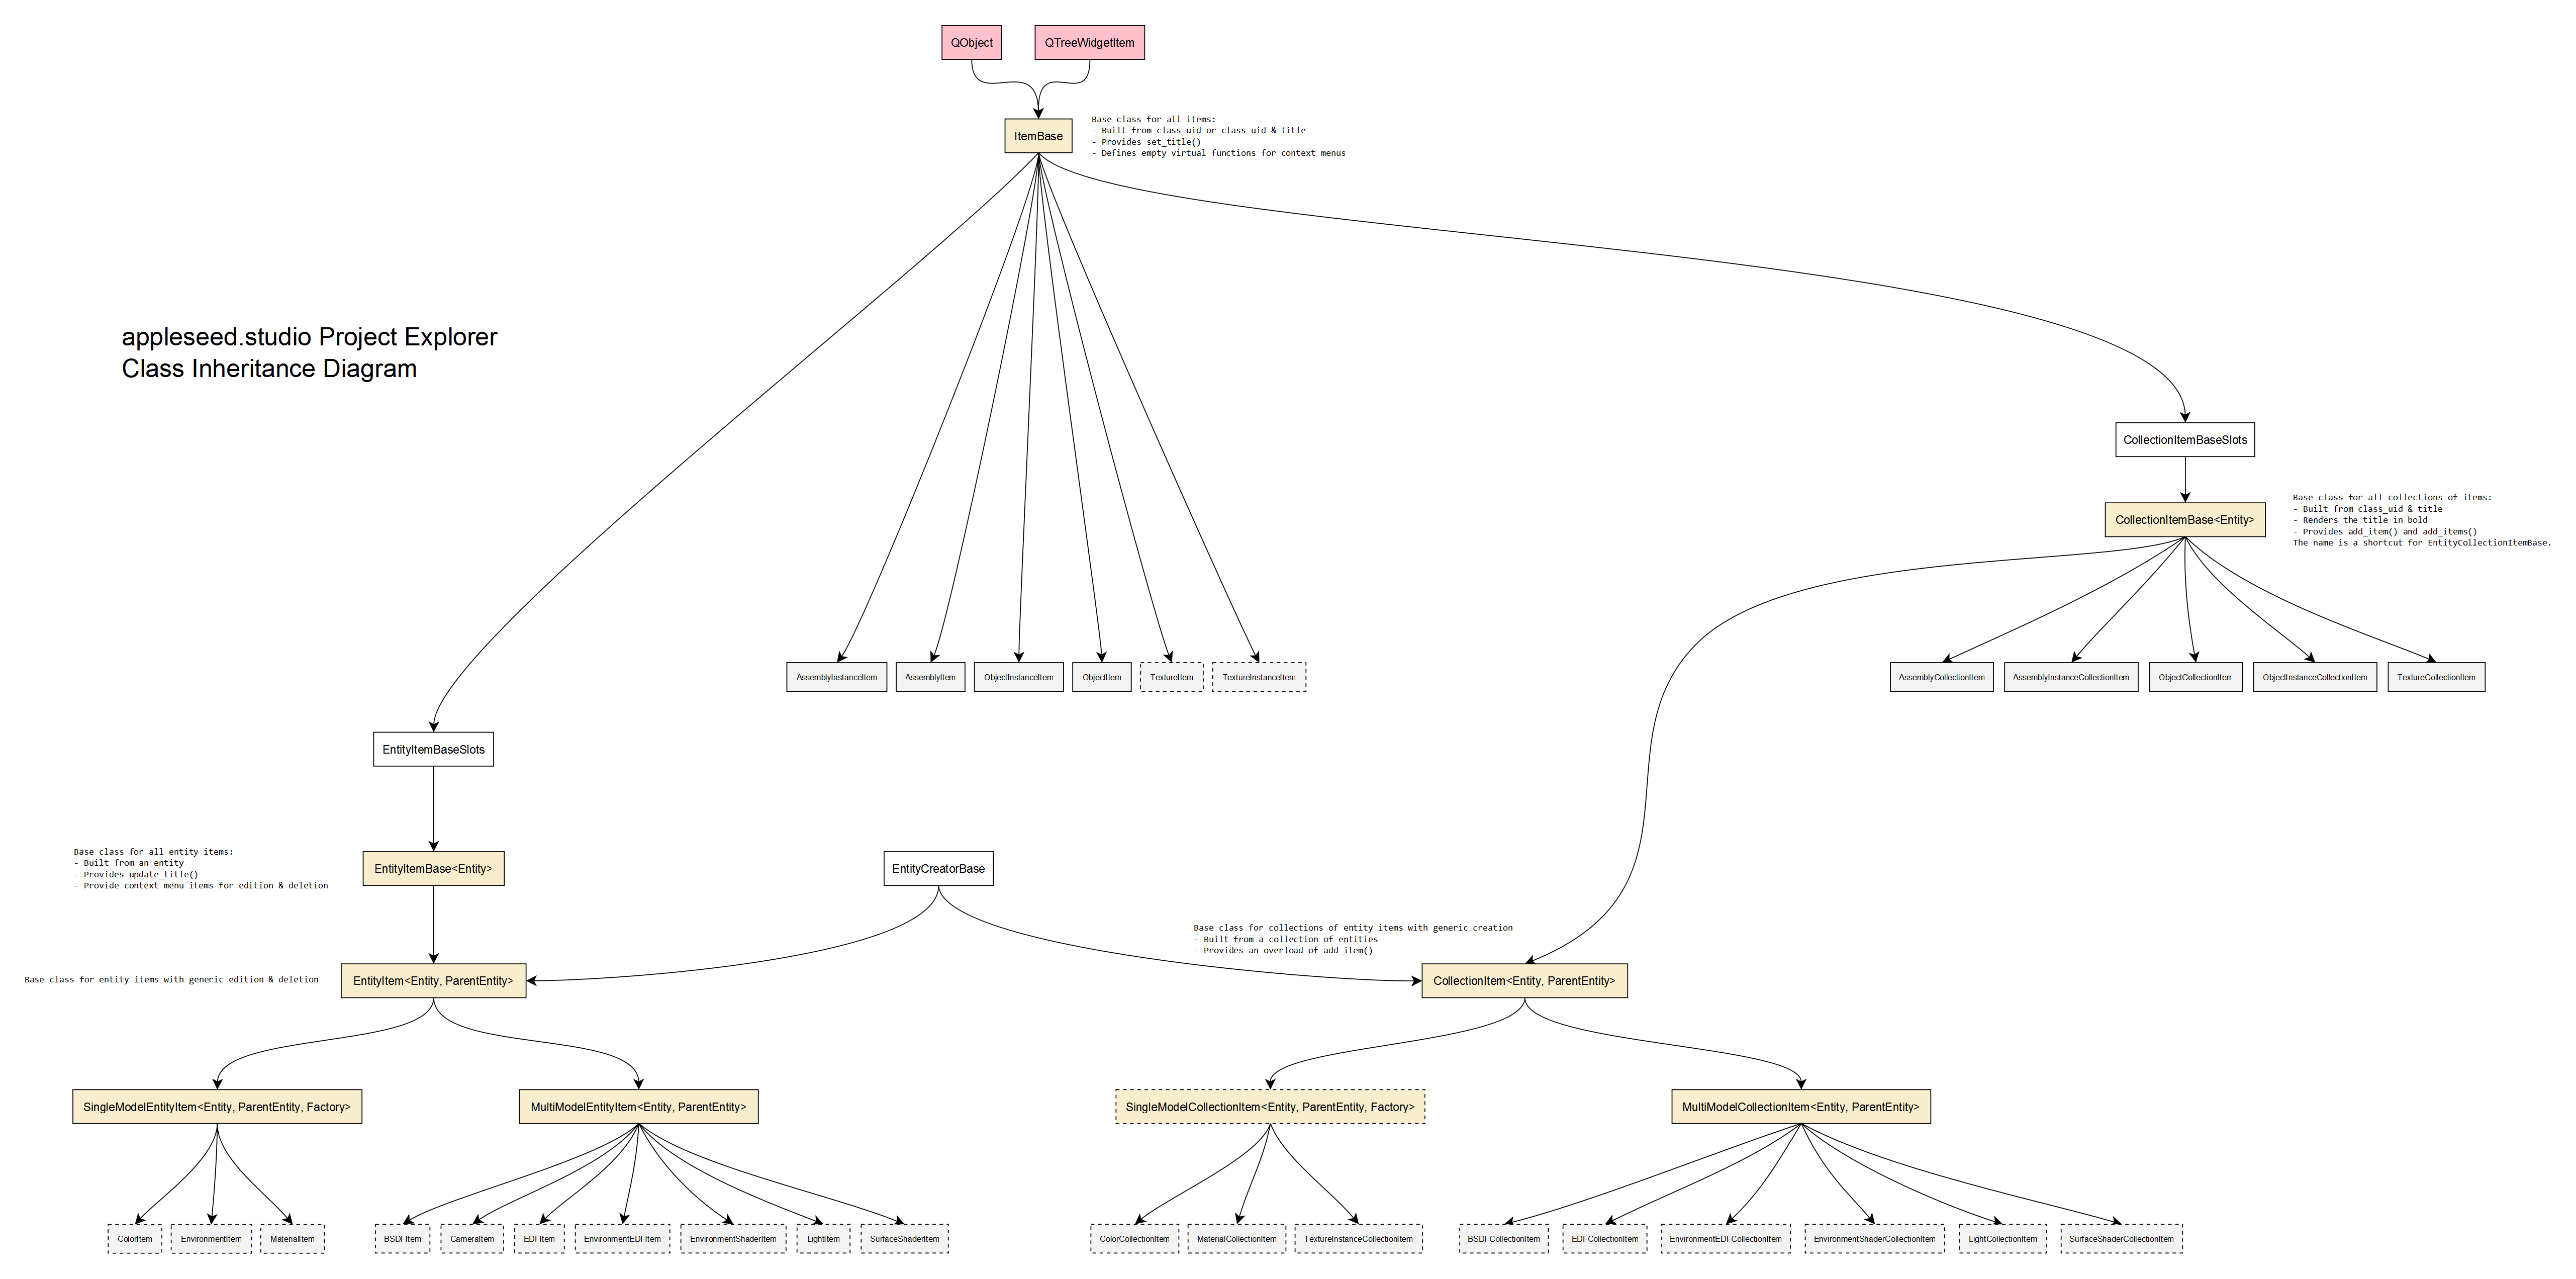 QObject
QTreeWidgetItem
ItemBase
Base class for all items:
- Built from class_uid or class_uid & title
- Provides set_title()
- Defines empty virtual functions for context menus
appleseed.studio Project Explorer
Class Inheritance Diagram
CollectionItemBaseSlots
CollectionItemBase<Entity>
Base class for all collections of items:
- Built from class_uid & title
- Renders the title in bold
- Provides add_item() and add_items()
The name is a shortcut for EntityCollectionItemBase.
AssemblyInstanceItem
AssemblyItem
ObjectInstanceItem
ObjectItem
TextureItem
TextureInstanceItem
AssemblyCollectionItem
AssemblyInstanceCollectionItem
ObjectCollectionItem
ObjectInstanceCollectionItem
TextureCollectionItem
EntityItemBaseSlots
Base class for all entity items:
- Built from an entity
- Provides update_title()
- Provide context menu items for edition & deletion
EntityItemBase<Entity>
EntityCreatorBase
Base class for collections of entity items with generic creation
- Built from a collection of entities
- Provides an overload of add_item()
Base class for entity items with generic edition & deletion
EntityItem<Entity, ParentEntity>
CollectionItem<Entity, ParentEntity>
SingleModelEntityItem<Entity, ParentEntity, Factory>
MultiModelEntityItem<Entity, ParentEntity>
SingleModelCollectionItem<Entity, ParentEntity, Factory>
MultiModelCollectionItem<Entity, ParentEntity>
ColorItem
EnvironmentItem
MaterialItem
BSDFItem
CameraItem
EDFItem
EnvironmentEDFItem
EnvironmentShaderItem
LightItem
SurfaceShaderItem
ColorCollectionItem
MaterialCollectionItem
TextureInstanceCollectionItem
BSDFCollectionItem
EDFCollectionItem
EnvironmentEDFCollectionItem
EnvironmentShaderCollectionItem
LightCollectionItem
SurfaceShaderCollectionItem